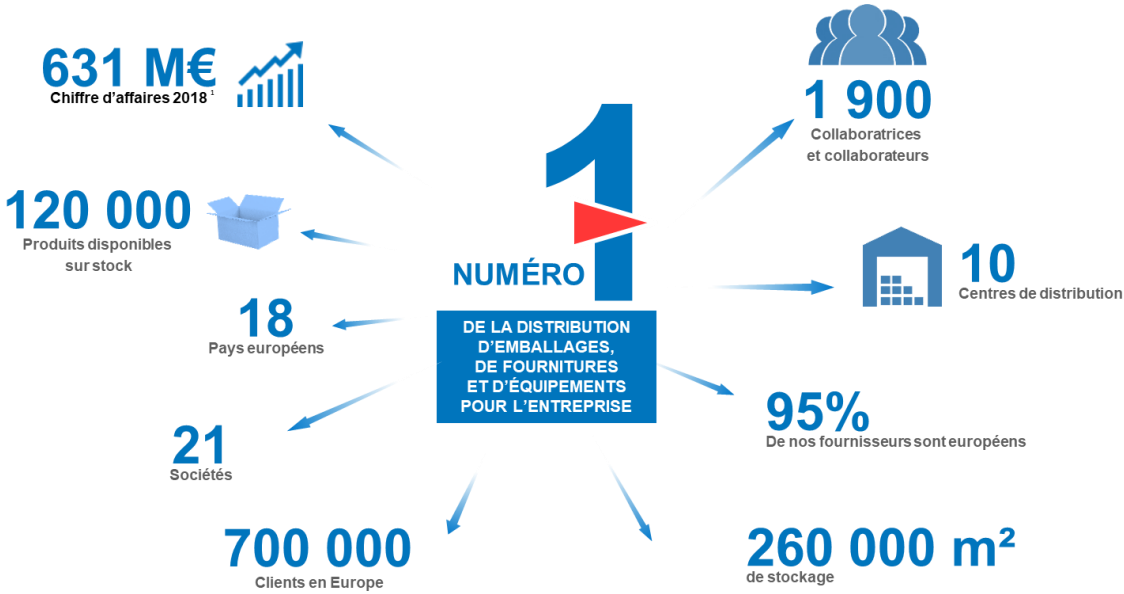 631 M€
Chiffre d'affaires 2018 ¹
120 000
Produits disponibles
sur stock
18
Pays européens
21
Sociétés
700 000
Clients en Europe
1
NUMÉRO
DE LA DISTRIBUTION
D'EMBALLAGES,
DE FOURNITURES
ET D'ÉQUIPEMENTS
POUR L'ENTREPRISE
1 900
Collaboratrices
et collaborateurs
10
Centres de distribution
95%
De nos fournisseurs sont européens
260 000 m²
de stockage